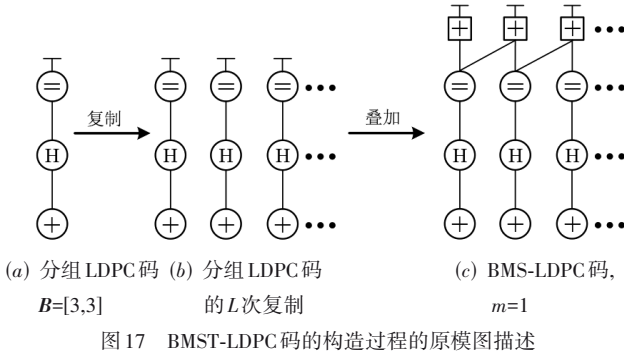 复制
叠加
= = = = = = =
H H H H H H H
+ + + + + + +
+ + +
(a) 分组LDPC码 (b) 分组LDPC码 (c) BMS-LDPC码,
B=[3,3] 的L次复制 m=1
图17 BMST-LDPC码的构造过程的原模图描述